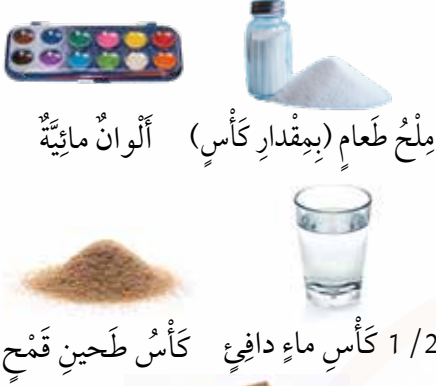 مِلْحُ طَعامٍ (بِمِقْدارِ كَأْسٍ) أَلْوانٌ مائِيَّةٌ
1/2 كَأْسِ ماءٍ دافِئٍ كَأْسُ طَحينِ قَمْحٍ